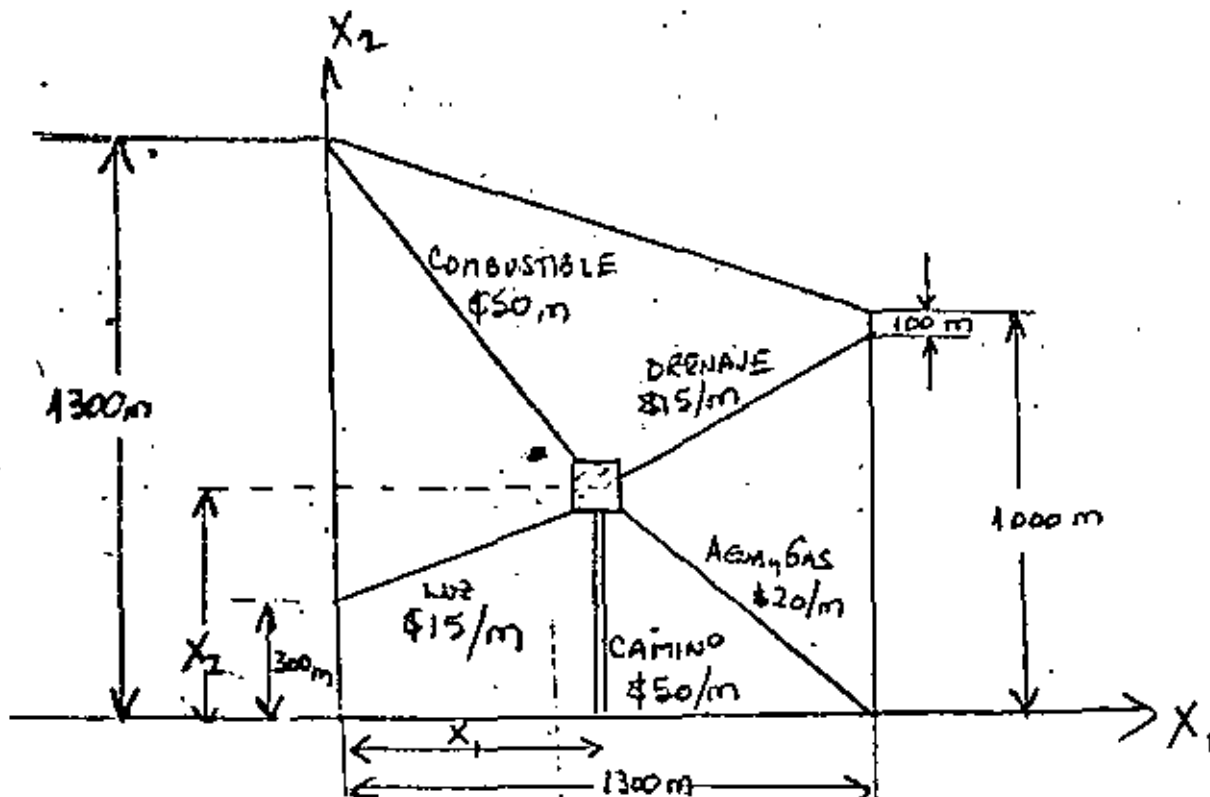 X2
COMBUSTIBLE
$50/m
100 m
DRENAJE
$15/m
1300m
1000 m
AGUA y GAS
$20/m
LUZ
$15/m
X2
300m
CAMINO
$50/m
X1
X1
1300 m